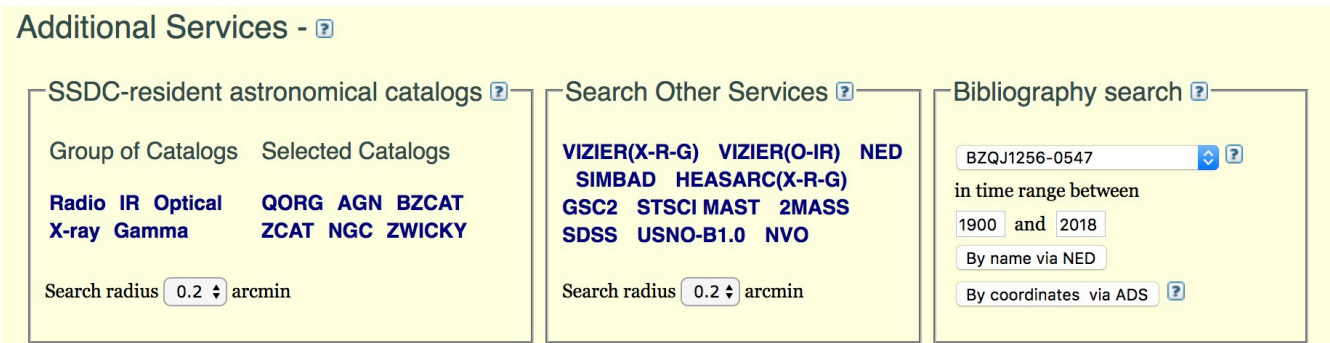 Additional Services - ?
SSDC-resident astronomical catalogs ?
Group of Catalogs Selected Catalogs
Radio IR Optical QORG AGN BZCAT
X-ray Gamma ZCAT NGC ZWICKY
Search radius 0.2 arcmin
Search Other Services ?
VIZIER(X-R-G) VIZIER(O-IR) NED
SIMBAD HEASARC(X-R-G)
GSC2 STSCI MAST 2MASS
SDSS USNO-B1.0 NVO
Search radius 0.2 arcmin
Bibliography search ?
BZQJ1256-0547 ?
in time range between
1900 and 2018
By name via NED
By coordinates via ADS ?